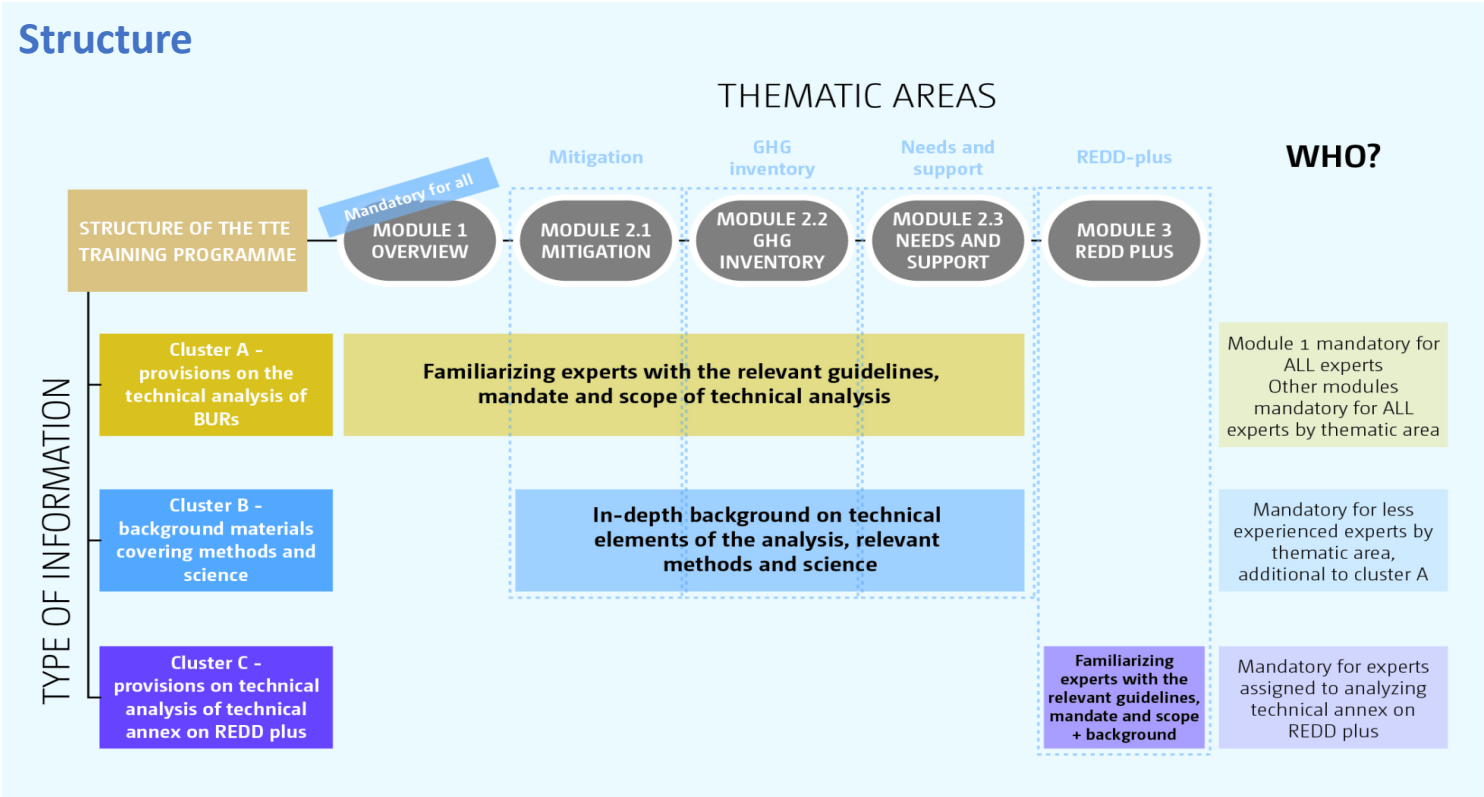 Structure
THEMATIC AREAS
Mitigation
GHG
inventory
Needs and
support
REDD-plus
WHO?
Mandatory for all
STRUCTURE OF THE TTE
TRAINING PROGRAMME
MODULE 1
OVERVIEW
MODULE 2.1
MITIGATION
MODULE 2.2
GHG
INVENTORY
MODULE 2.3
NEEDS AND
SUPPORT
MODULE 3
REDD PLUS
TYPE OF INFORMATION
Cluster A -
provisions on the
technical analysis of
BURs
Familiarizing experts with the relevant guidelines,
mandate and scope of technical analysis
Module 1 mandatory for
ALL experts
Other modules
mandatory for ALL
experts by thematic area
Cluster B -
background materials
covering methods and
science
In-depth background on technical
elements of the analysis, relevant
methods and science
Mandatory for less
experienced experts by
thematic area,
additional to cluster A
Cluster C -
provisions on technical
analysis of technical
annex on REDD plus
Familiarizing
experts with the
relevant guidelines,
mandate and scope
+ background
Mandatory for experts
assigned to analyzing
technical annex on
REDD plus